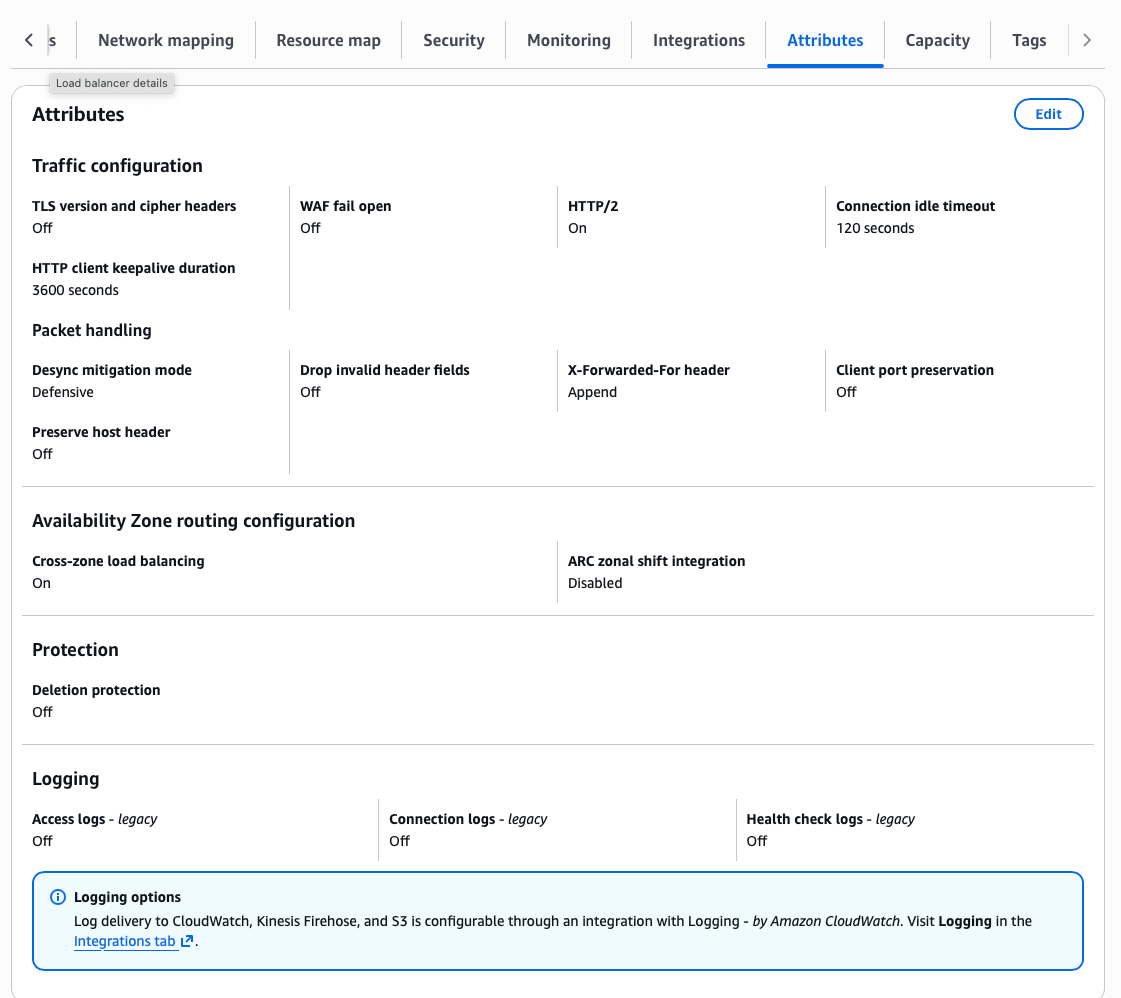 s
Network mapping
Resource map
Security
Monitoring
Integrations
Attributes
Capacity
Tags
Load balancer details
Attributes
Edit
Traffic configuration
TLS version and cipher headers
Off
WAF fail open
Off
HTTP/2
On
Connection idle timeout
120 seconds
HTTP client keepalive duration
3600 seconds
Packet handling
Desync mitigation mode
Defensive
Drop invalid header fields
Off
X-Forwarded-For header
Append
Client port preservation
Off
Preserve host header
Off
Availability Zone routing configuration
Cross-zone load balancing
On
ARC zonal shift integration
Disabled
Protection
Deletion protection
Off
Logging
Access logs - legacy
Off
Connection logs - legacy
Off
Health check logs - legacy
Off
Logging options
Log delivery to CloudWatch, Kinesis Firehose, and S3 is configurable through an integration with Logging - by Amazon CloudWatch. Visit Logging in the
Integrations tab .